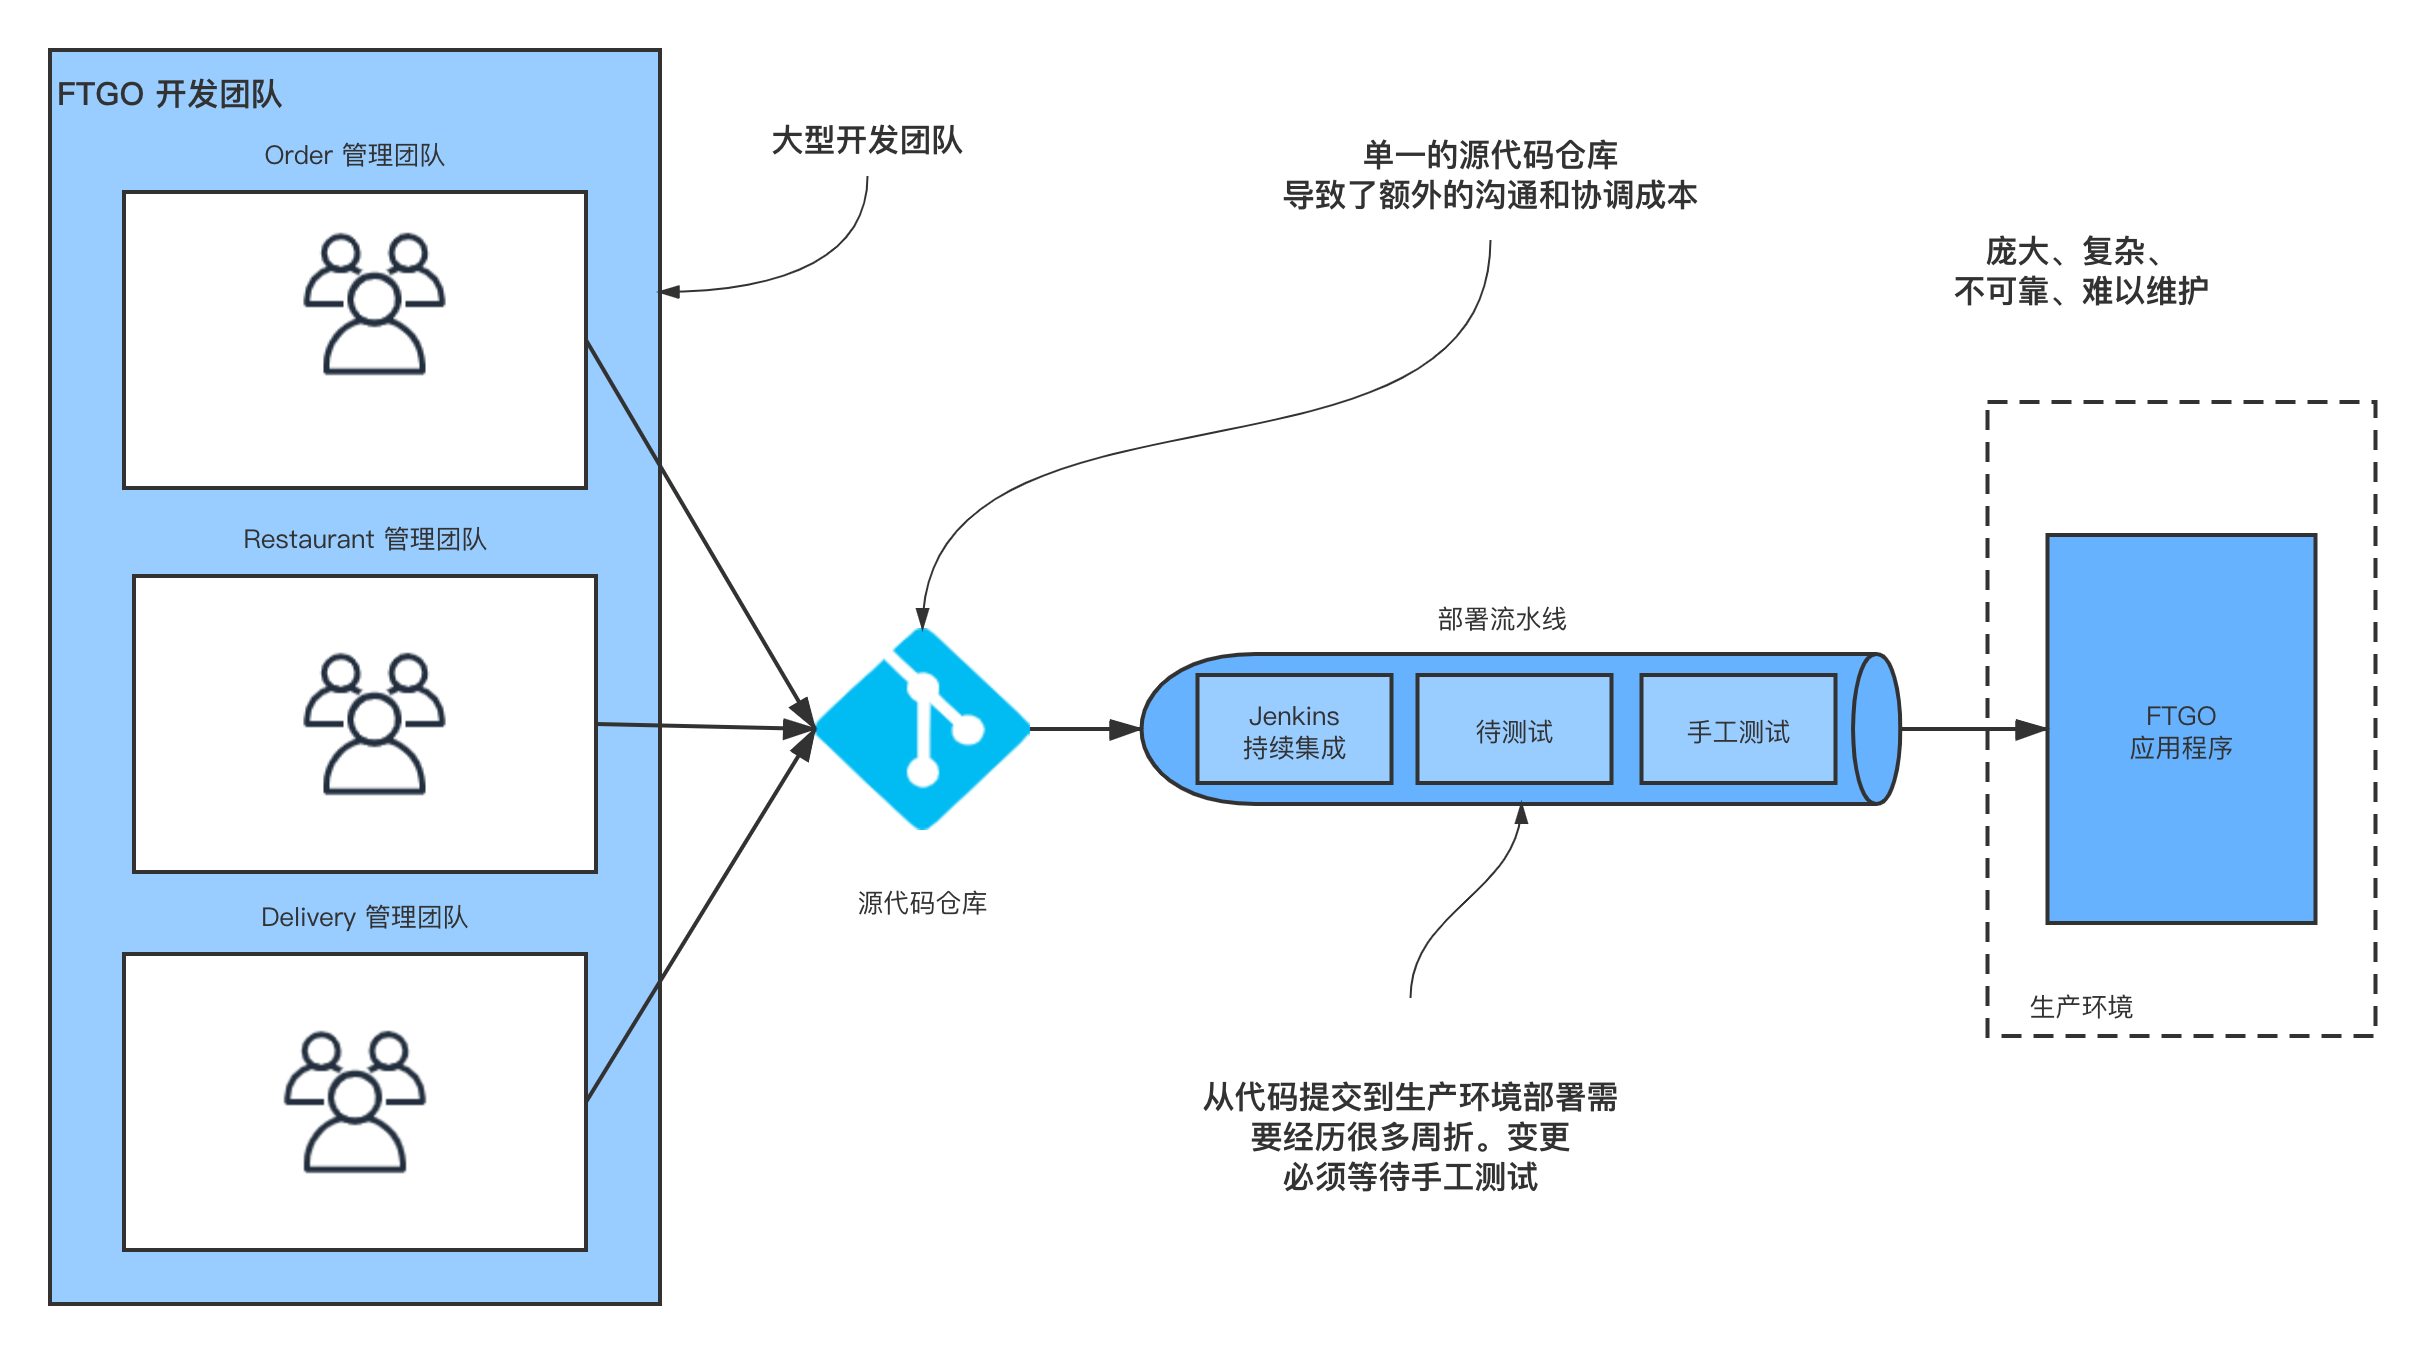 FTGO 开发团队
Order 管理团队
Restaurant 管理团队
Delivery 管理团队
大型开发团队
单一的源代码仓库
导致了额外的沟通和协调成本
源代码仓库
部署流水线
Jenkins
持续集成
待测试
手工测试
从代码提交到生产环境部署需
要经历很多周折。变更
必须等待手工测试
庞大、复杂、
不可靠、难以维护
FTGO
应用程序
生产环境